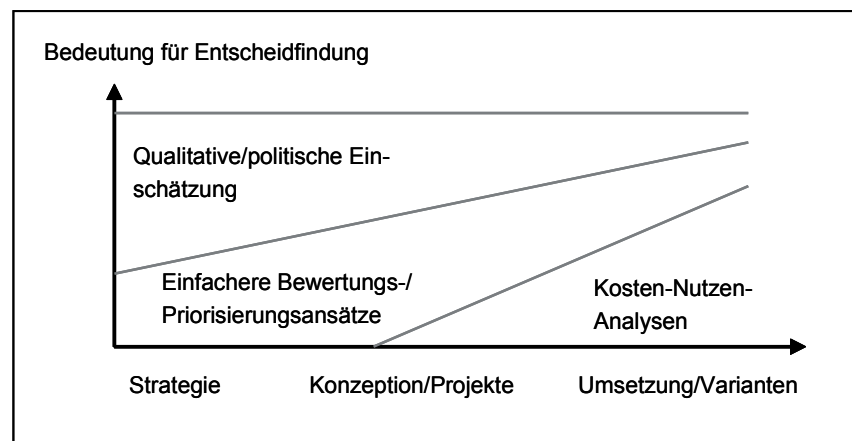 Bedeutung für Entscheidfindung
Qualitative/politische Ein-
schätzung
Einfachere Bewertungs-/
Priorisierungsansätze
Kosten-Nutzen-
Analysen
Strategie
Konzeption/Projekte
Umsetzung/Varianten